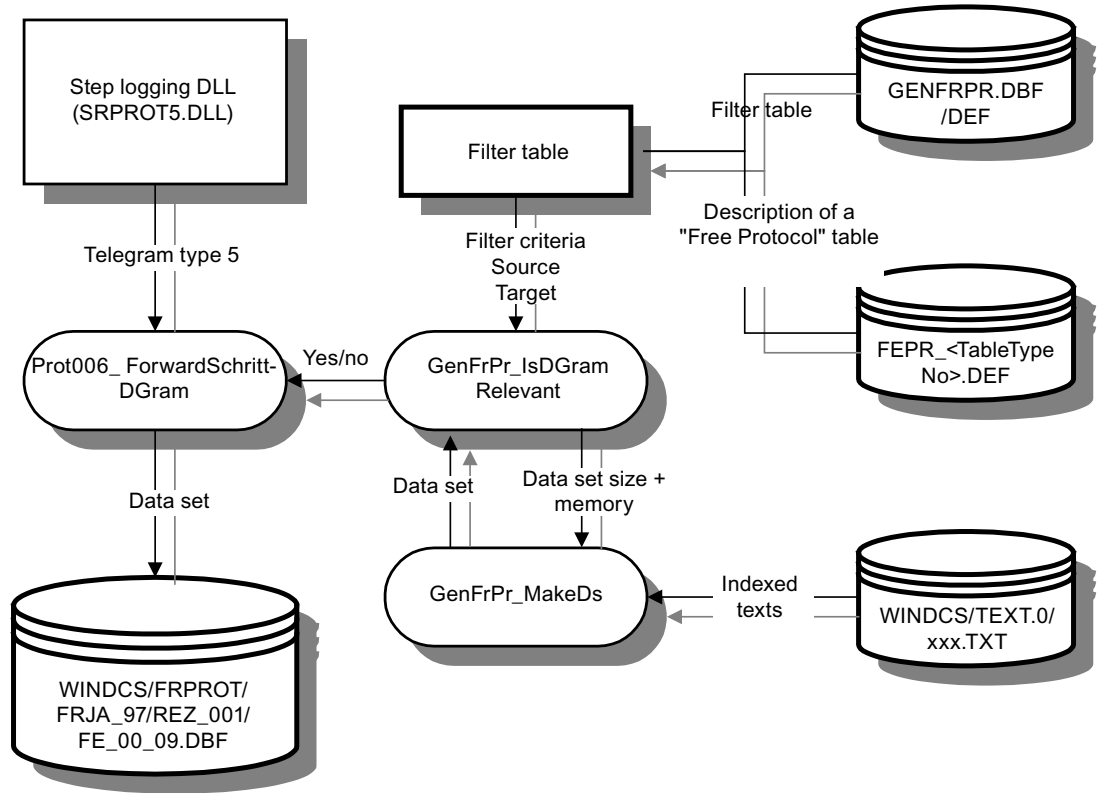 Step logging DLL
(SRPROT5.DLL)
Filter table
Filter table
GENFRPR.DBF
/DEF
Description of a
"Free Protocol" table
Telegram type 5
Filter criteria
Source
Target
FEPR_<TableType
No>.DEF
Prot006_ ForwardSchritt-
DGram
Yes/no
GenFrPr_IsDGram
Relevant
Data set
Data set
Data set size +
memory
GenFrPr_MakeDs
Indexed
texts
WINDCS/TEXT.0/
xxx.TXT
WINDCS/FRPROT/
FRJA_97/REZ_001/
FE_00_09.DBF